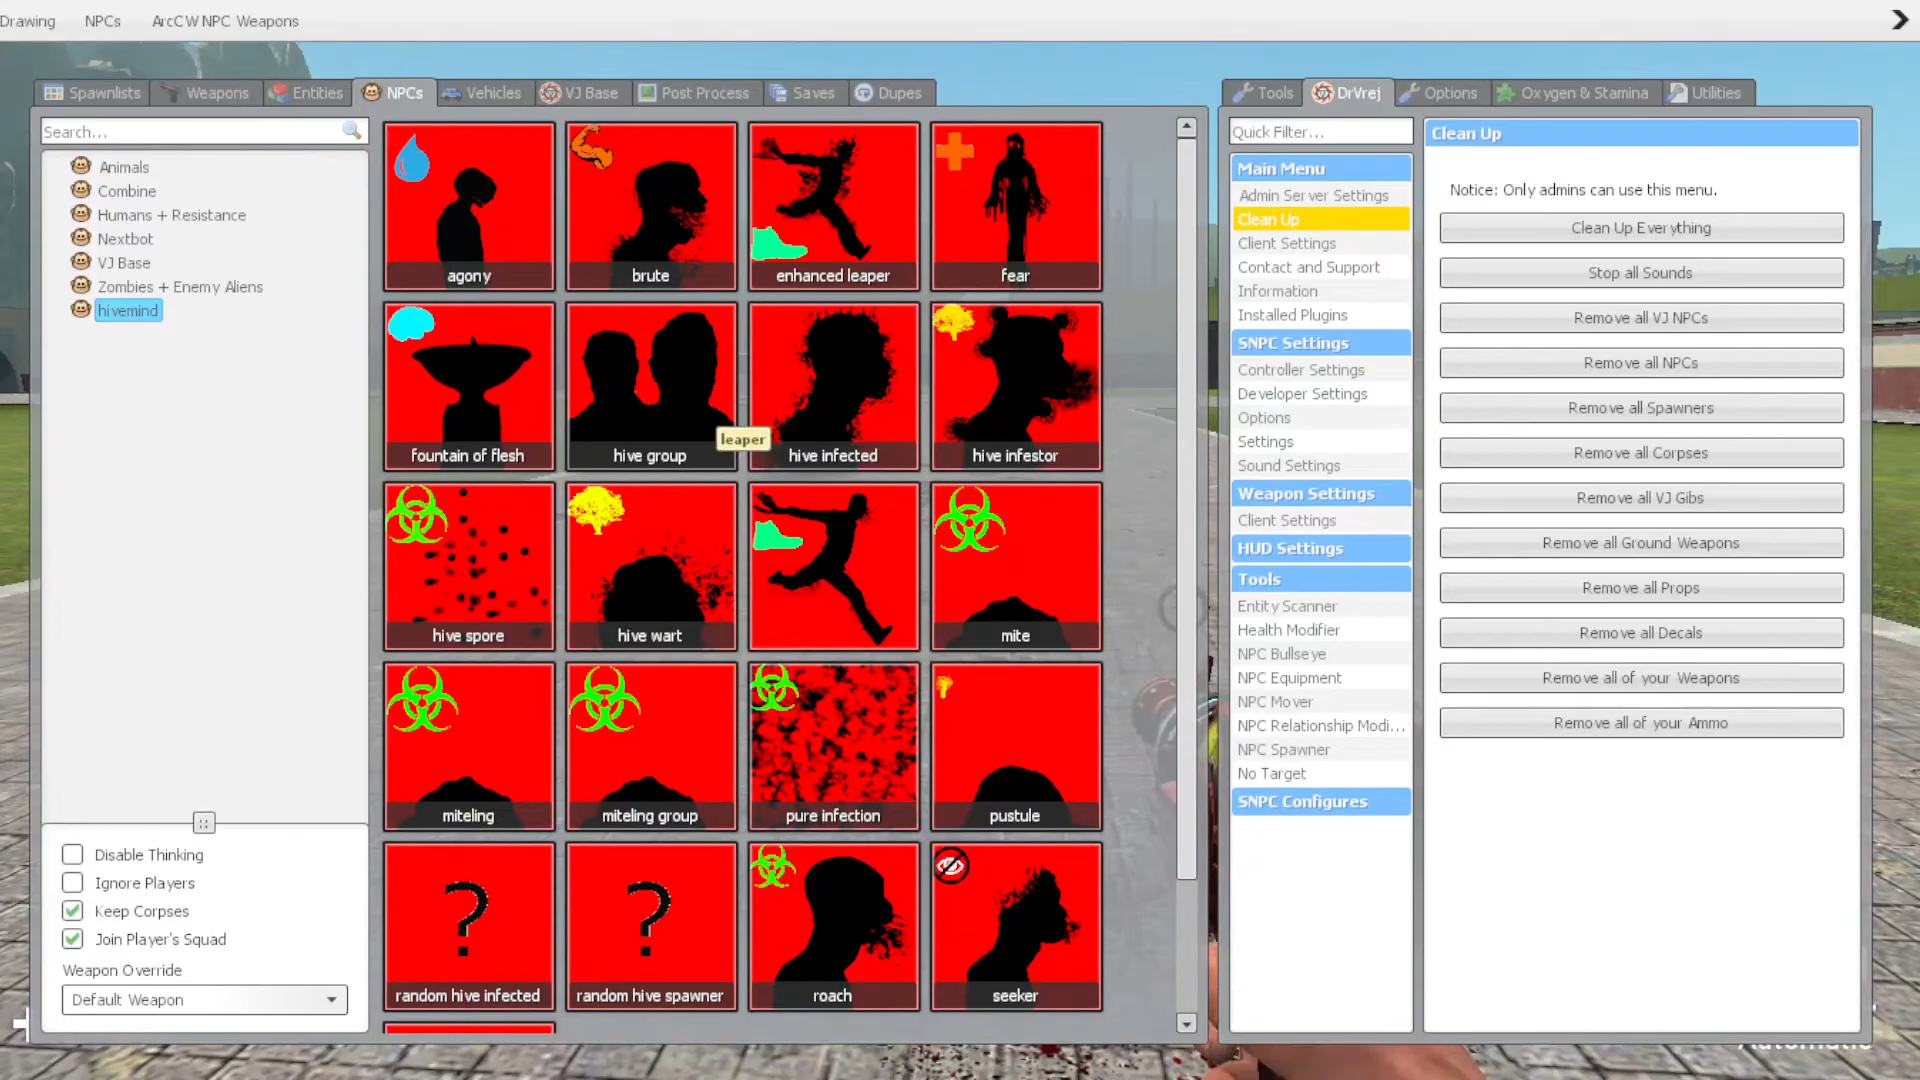 Drawing NPCs ArcCW NPC Weapons
Spawnlists Weapons Entities NPCs Vehicles VJ Base Post Process Saves Dupes
Search...
Animals
Combine
Humans + Resistance
Nextbot
VJ Base
Zombies + Enemy Aliens
hivemind
Disable Thinking
Ignore Players
Keep Corpses
Join Player's Squad
Weapon Override
Default Weapon
agony
brute
enhanced leaper
fear
fountain of flesh
hive group
leaper
hive infected
hive infestor
hive spore
hive wart
mite
miteling
miteling group
pure infection
pustule
?
random hive infected
?
random hive spawner
roach
seeker
Tools DrVrej Options Oxygen & Stamina Utilities
Quick Filter...
Main Menu
Admin Server Settings
Clean Up
Client Settings
Contact and Support
Information
Installed Plugins
SNPC Settings
Controller Settings
Developer Settings
Options
Settings
Sound Settings
Weapon Settings
Client Settings
HUD Settings
Tools
Entity Scanner
Health Modifier
NPC Bullseye
NPC Equipment
NPC Mover
NPC Relationship Modi...
NPC Spawner
No Target
SNPC Configures
Clean Up
Notice: Only admins can use this menu.
Clean Up Everything
Stop all Sounds
Remove all VJ NPCs
Remove all NPCs
Remove all Spawners
Remove all Corpses
Remove all VJ Gibs
Remove all Ground Weapons
Remove all Props
Remove all Decals
Remove all of your Weapons
Remove all of your Ammo